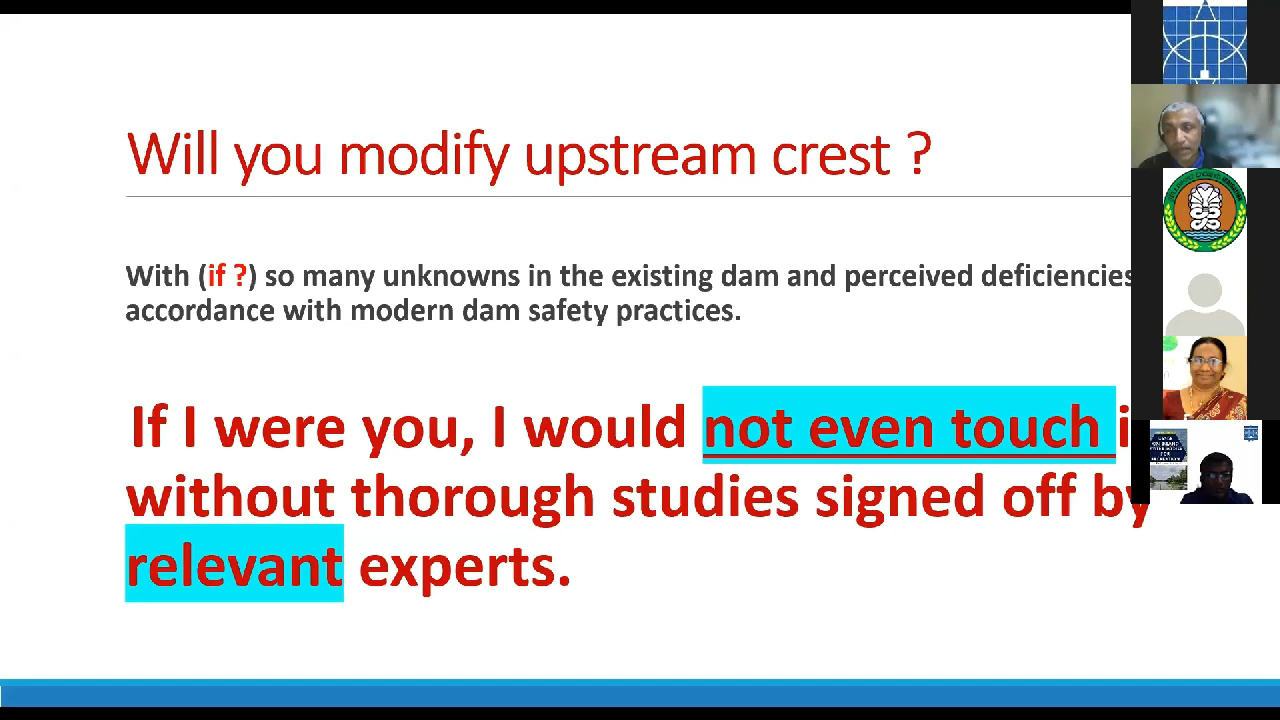 Will you modify upstream crest ?
With (if ?) so many unknowns in the existing dam and perceived deficiencies
accordance with modern dam safety practices.
If I were you, I would not even touch
without thorough studies signed off by
relevant experts.